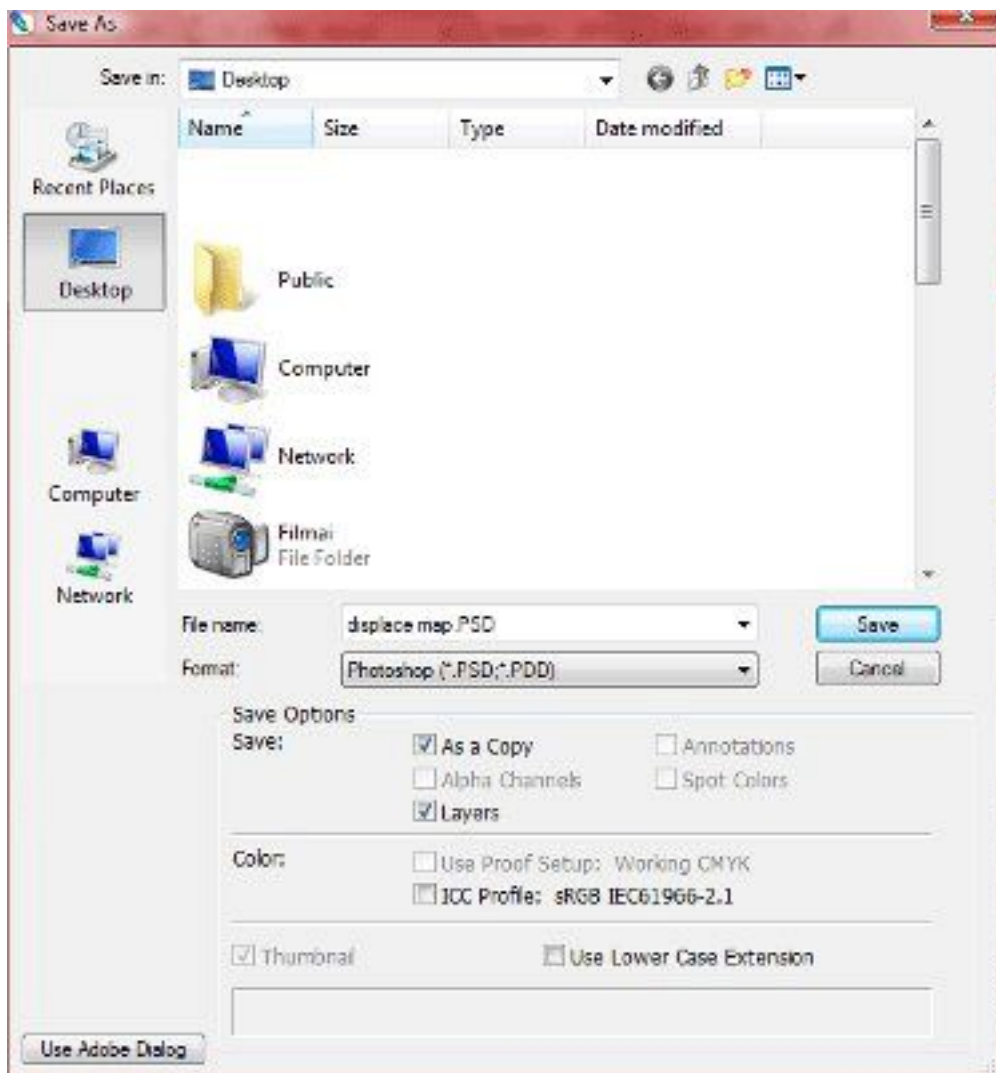 Save As
Save in: Desktop
Name Size Type Date modified
Recent Places
Desktop
Computer
Network
Public
Computer
Network
Filmai
File Folder
File name: displace map.PSD Save
Format: Photoshop (*.PSD;*.PDD) Cancel
Save Options
Save: As a Copy Annotations
Alpha Channels Spot Colors
Layers
Color: Use Proof Setup: Working CMYK
ICC Profile: sRGB IEC61966-2.1
Thumbnail Use Lower Case Extension
Use Adobe Dialog